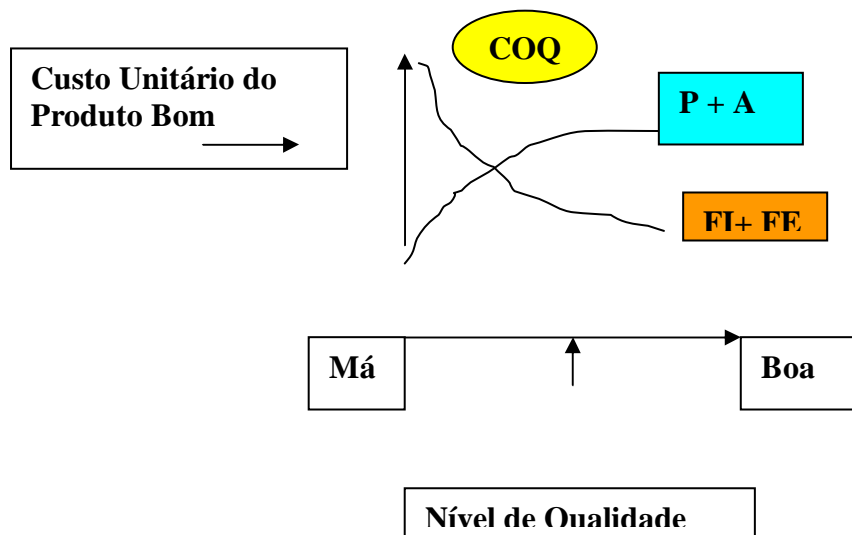 COQ
Custo Unitário do
Produto Bom
P + A
FI+ FE
Má
Boa
Nível de Qualidade